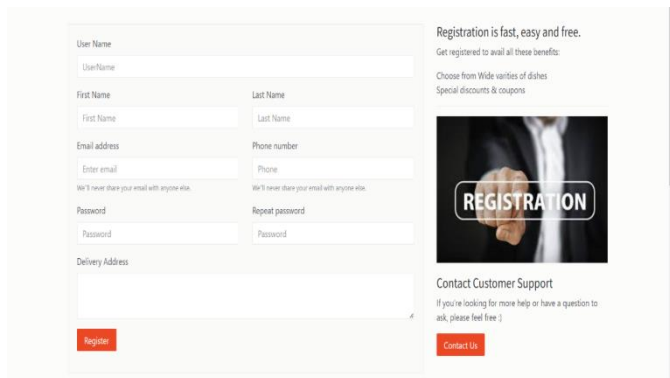 User Name
UserName
First Name
Last Name
First Name
Last Name
Email address
Phone number
Enter email
Phone
We'll never share your email with anyone else.
We'll never share your email with anyone else.
Password
Repeat password
Password
Password
Delivery Address
Register
Registration is fast, easy and free.
Get registered to avail all these benefits:
Choose from Wide varities of dishes
Special discounts & coupons
REGISTRATION
Contact Customer Support
If you're looking for more help or have a question to
ask, please feel free :)
Contact Us